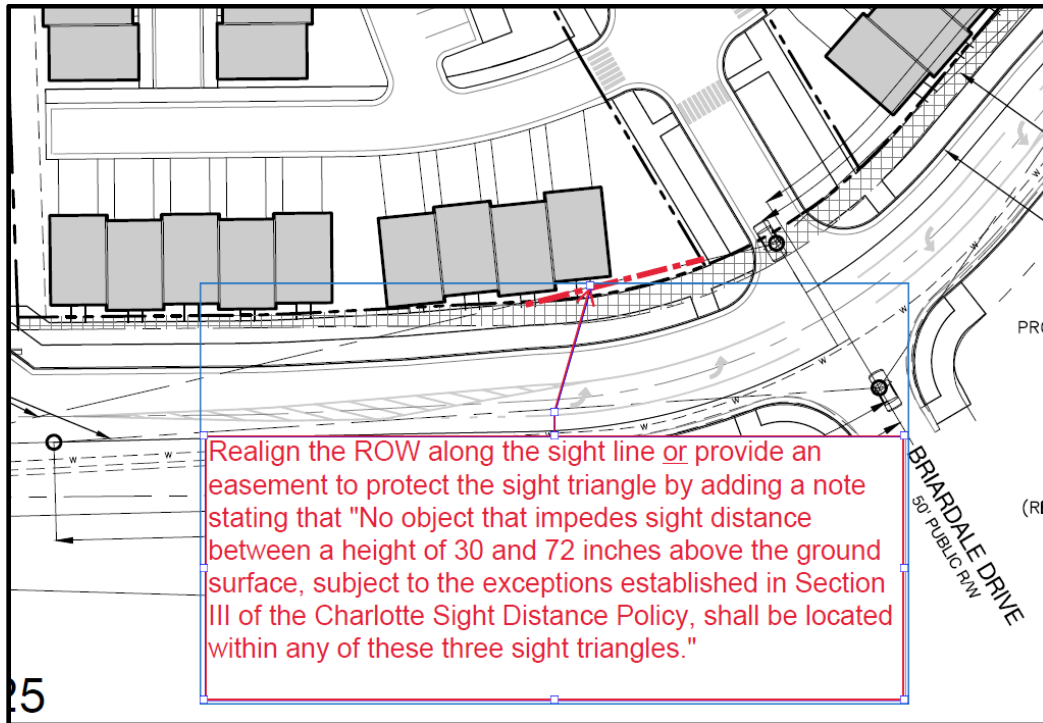 PRO
Realign the ROW along the sight line or provide an
easement to protect the sight triangle by adding a note
stating that "No object that impedes sight distance
between a height of 30 and 72 inches above the ground
surface, subject to the exceptions established in Section
III of the Charlotte Sight Distance Policy, shall be located
within any of these three sight triangles."
BRIARDALE DRIVE
50' PUBLIC R/W
(RE
25
W
W
W
W
W
W
W
W